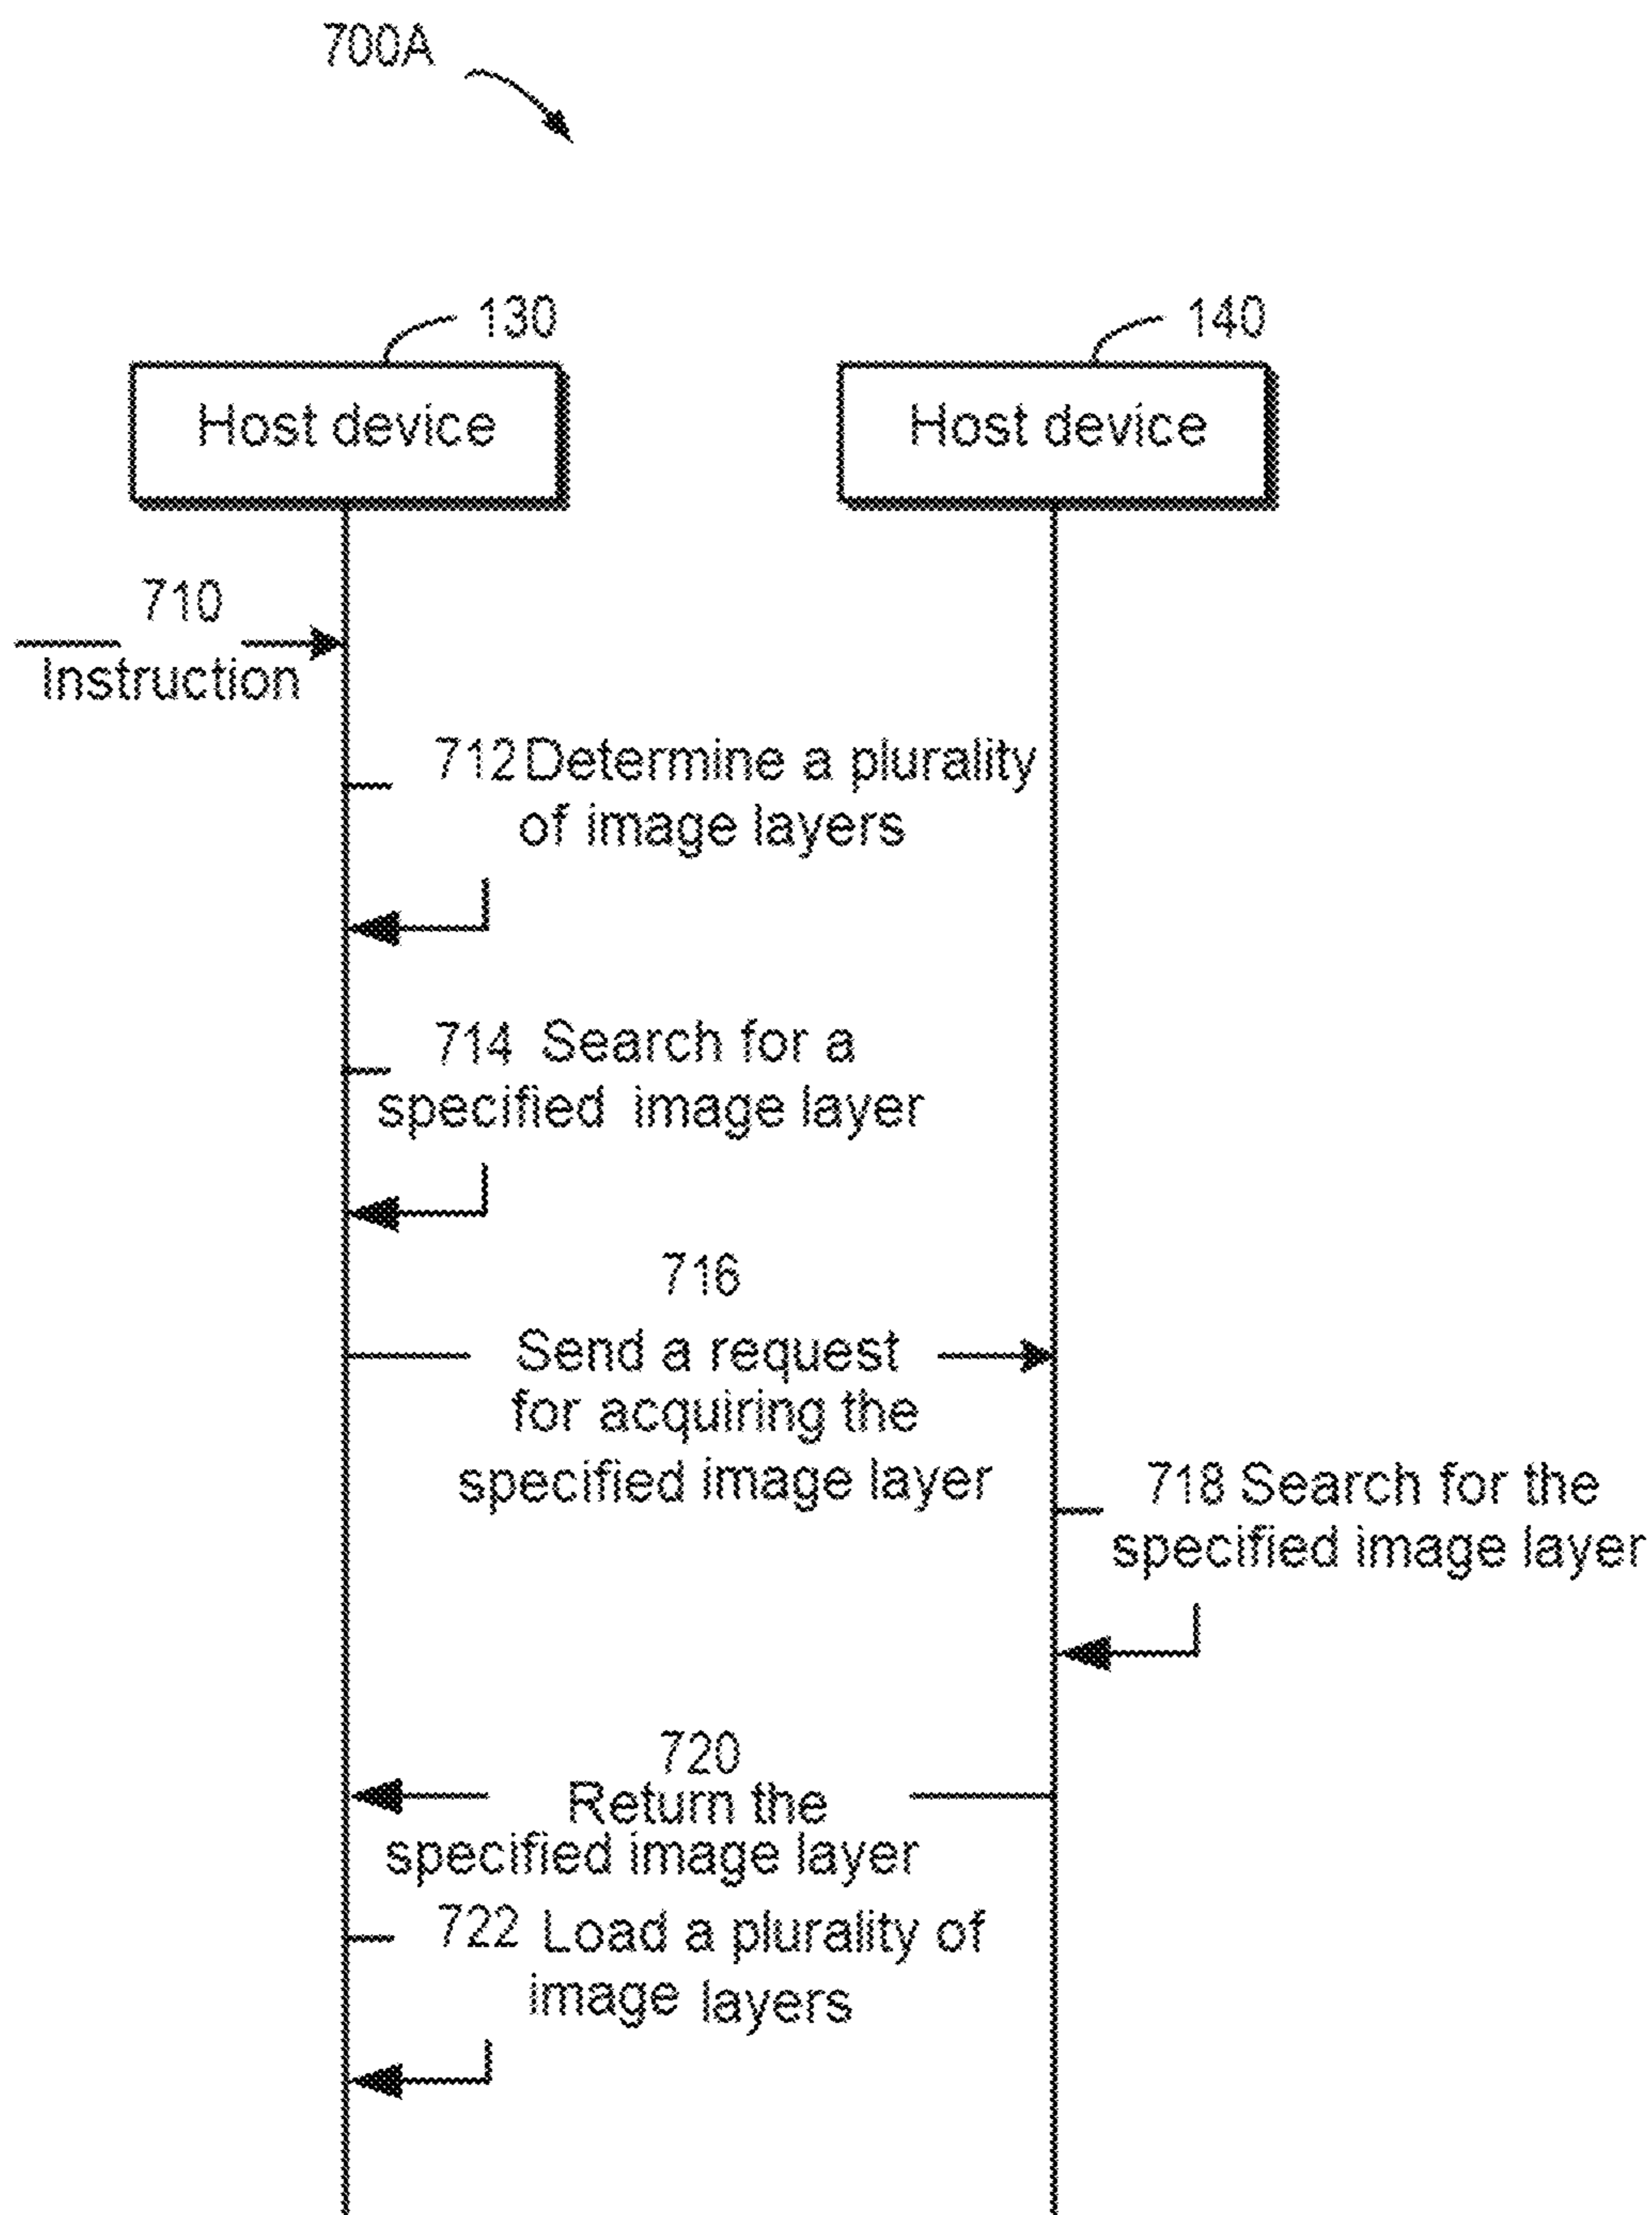 700A
130
140
Host device
Host device
710
Instruction
712 Determine a plurality
of image layers
714 Search for a
specified image layer
716
Send a request
for acquiring the
specified image layer
718 Search for the
specified image layer
720
Return the
specified image layer
722 Load a plurality of
image layers